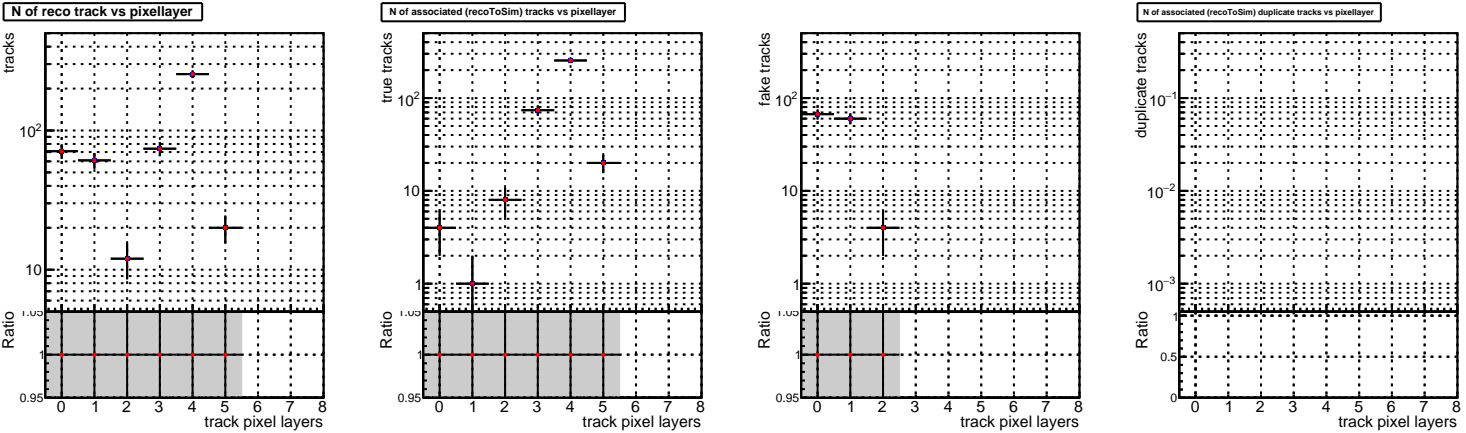 N of reco track vs pixellayer
tracks
10²
10
Ratio
1.05
1
0.95
0 1 2 3 4 5 6 7 8
track pixel layers
N of associated (recoToSim) tracks vs pixellayer
true tracks
10²
10
1
Ratio
1.05
1
0.95
0 1 2 3 4 5 6 7 8
track pixel layers
fake tracks
10²
10
1
Ratio
1.05
1
0.95
0 1 2 3 4 5 6 7 8
track pixel layers
N of associated (recoToSim) duplicate tracks vs pixellayer
duplicate tracks
10⁻¹
10⁻²
10⁻³
Ratio
1
0.5
0
0 1 2 3 4 5 6 7 8
track pixel layers